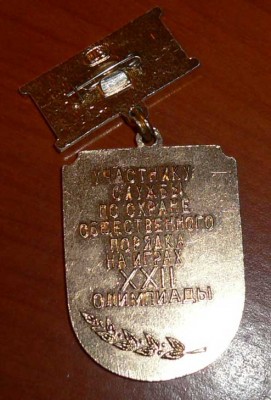 УЧАСТНИКУ
СЛУЖБЫ
ПО ОХРАНЕ
ОБЩЕСТВЕННОГО
ПОРЯДКА
НА ИГРАХ
XXII
ОЛИМПИАДЫ